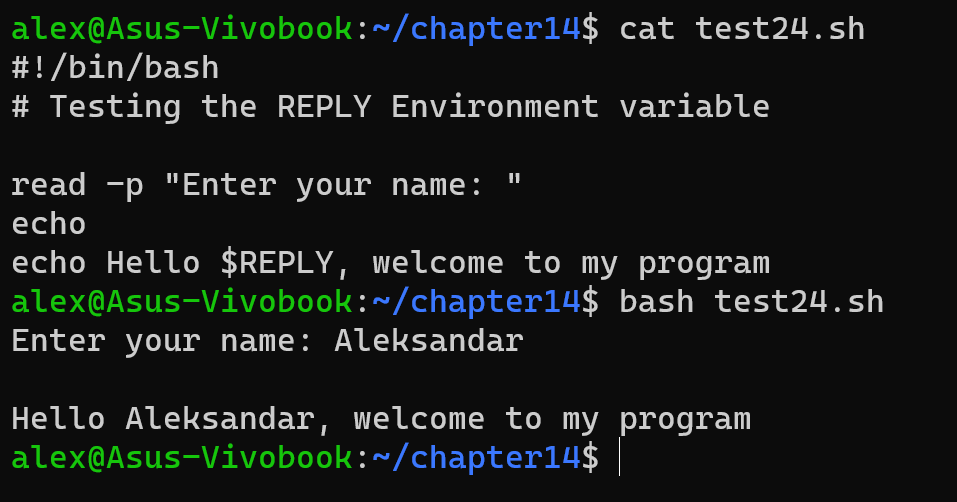 alex@Asus-Vivobook:~/chapter14$ cat test24.sh
#!/bin/bash
# Testing the REPLY Environment variable

read -p "Enter your name: "
echo
echo Hello $REPLY, welcome to my program
alex@Asus-Vivobook:~/chapter14$ bash test24.sh
Enter your name: Aleksandar

Hello Aleksandar, welcome to my program
alex@Asus-Vivobook:~/chapter14$